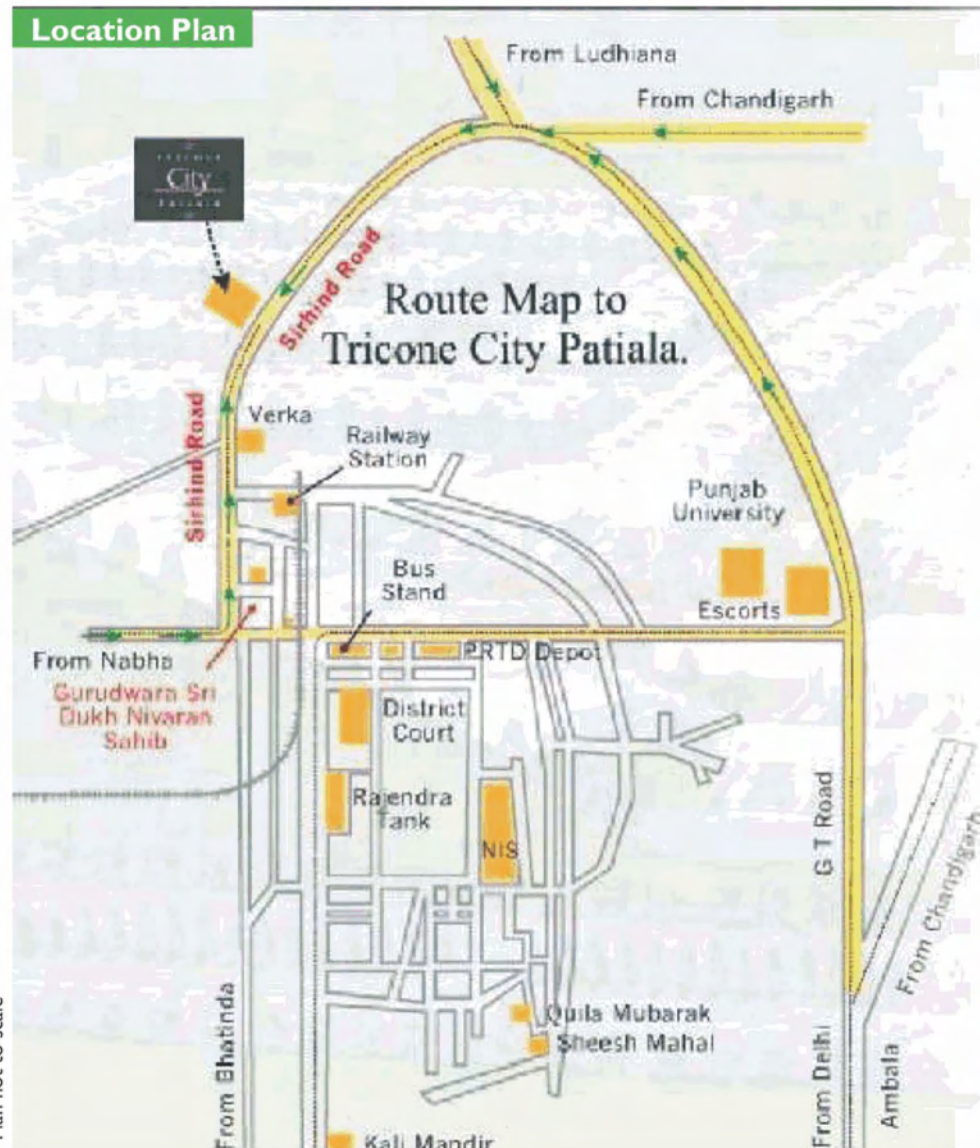 Location Plan
From Ludhiana
From Chandigarh
City
Sirhind Road
Route Map to
Tricone City Patiala.
Sirhind Road
Verka
Railway
Station
Punjab
University
Bus
Stand
Escorts
From Nabha
PRTD Depot
Gurudwara Sri
Dukh Nivaran
Sahib
District
Court
Rajendra
Tank
NIS
G T Road
From Chandigarh
From Bhatinda
Quila Mubarak
Sheesh Mahal
From Delhi
Ambala
Kali Mandir